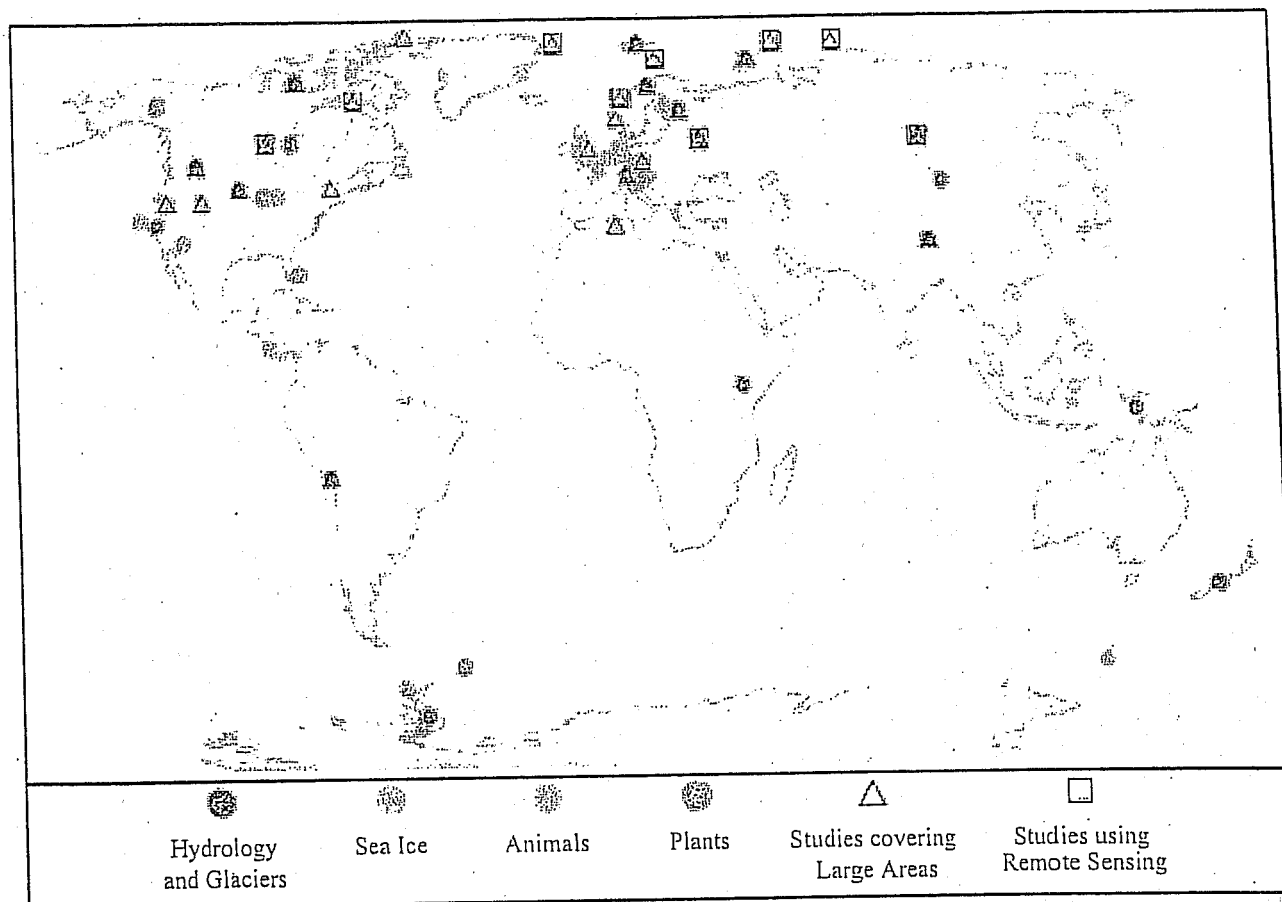 Hydrology
and Glaciers
Sea Ice
Animals
Plants
Studies covering
Large Areas
Studies using
Remote Sensing